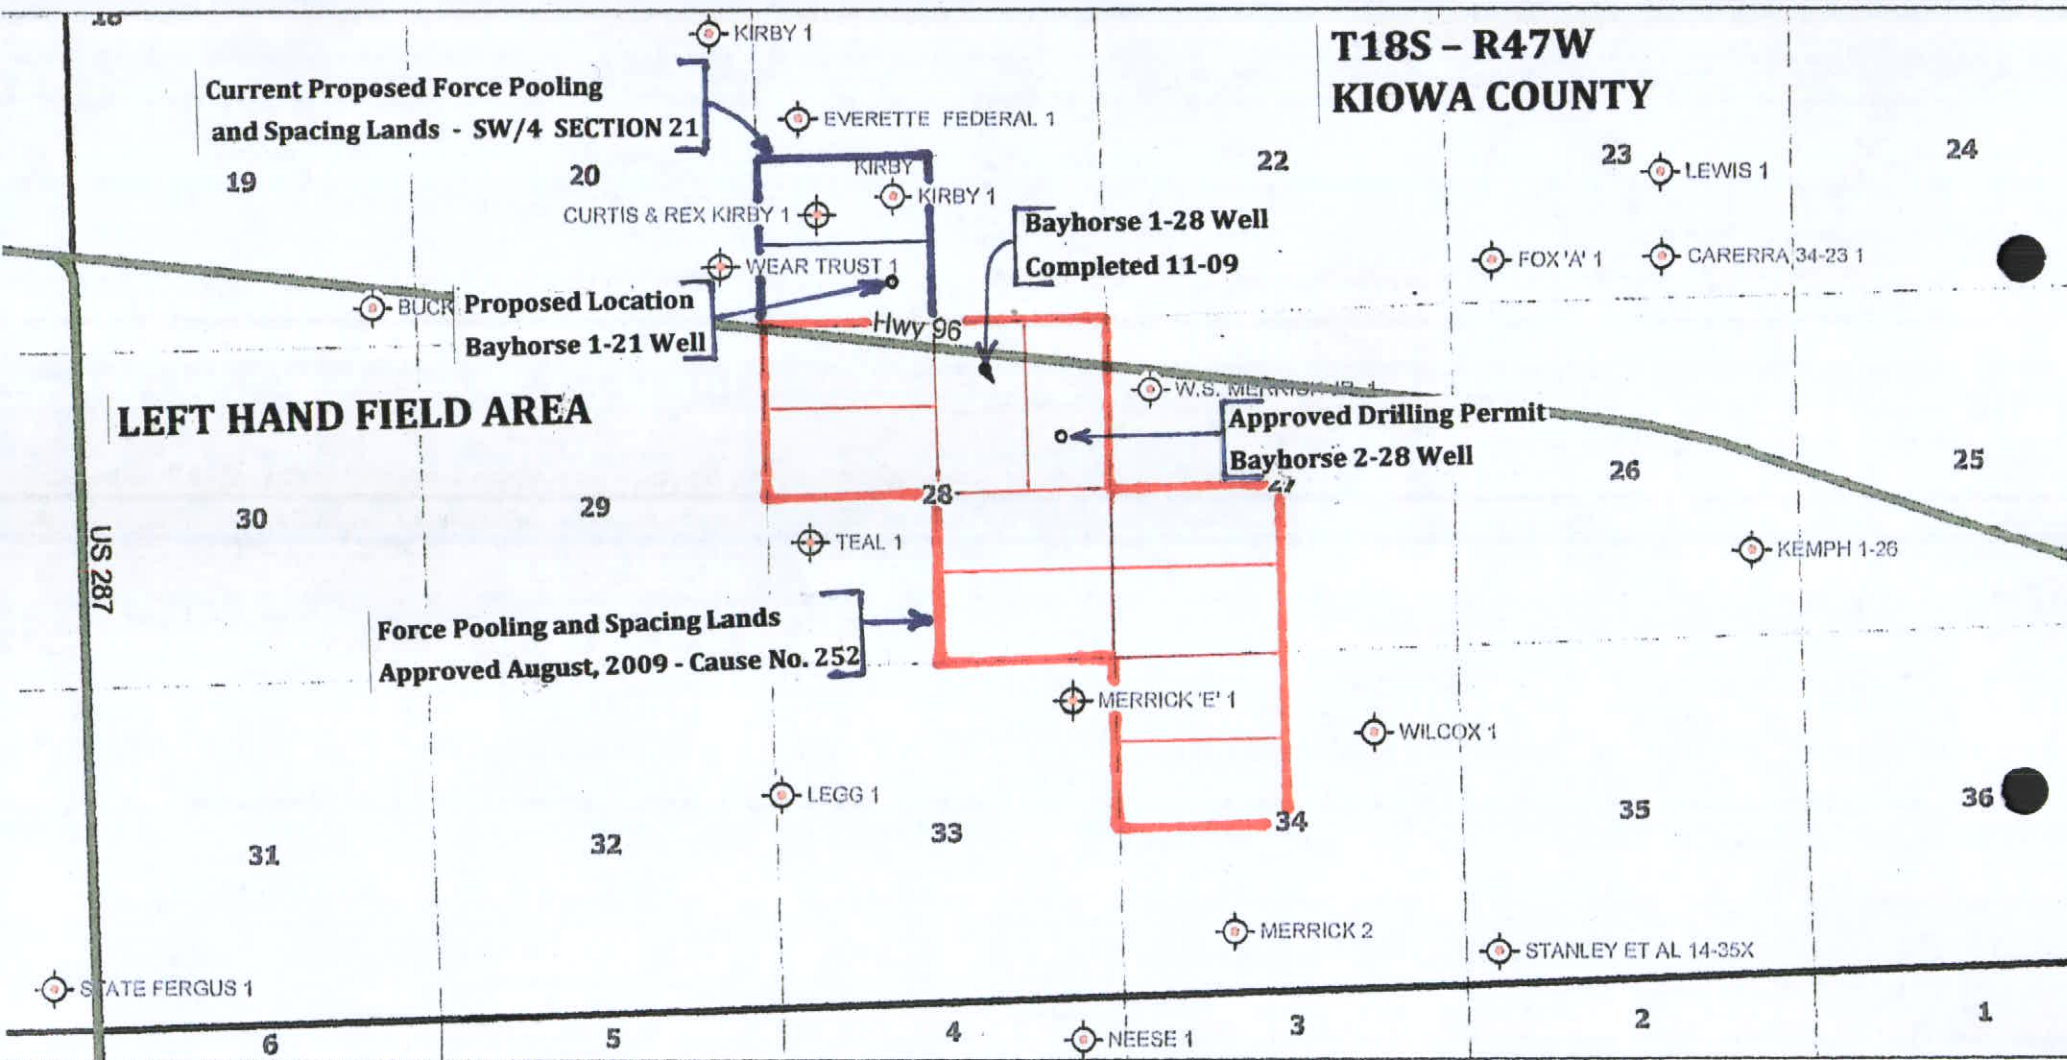 18
KIRBY 1
T18S – R47W
KIOWA COUNTY
Current Proposed Force Pooling
and Spacing Lands - SW/4 SECTION 21
EVERETTE FEDERAL 1
19
20
KIRBY
22
23
LEWIS 1
24
CURTIS & REX KIRBY 1
KIRBY 1
Bayhorse 1-28 Well
Completed 11-09
WEAR TRUST 1
FOX 'A' 1
CARERRA 34-23 1
BUCK
Proposed Location
Bayhorse 1-21 Well
Hwy 96
LEFT HAND FIELD AREA
W.S. MERRICK JR. 1
Approved Drilling Permit
Bayhorse 2-28 Well
30
29
28
27
26
25
US 287
TEAL 1
KEMPH 1-26
Force Pooling and Spacing Lands
Approved August, 2009 - Cause No. 252
MERRICK 'E' 1
WILCOX 1
LEGG 1
31
32
33
34
35
36
MERRICK 2
STANLEY ET AL 14-35X
STATE FERGUS 1
6
5
4
3
2
1
NEESE 1